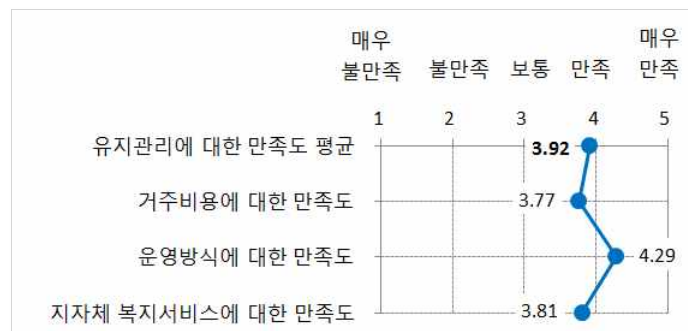 매우 불만족 불만족 보통 만족 매우 만족
1 2 3 4 5
유지관리에 대한 만족도 평균 3.92
거주비용에 대한 만족도 3.77
운영방식에 대한 만족도 4.29
지자체 복지서비스에 대한 만족도 3.81